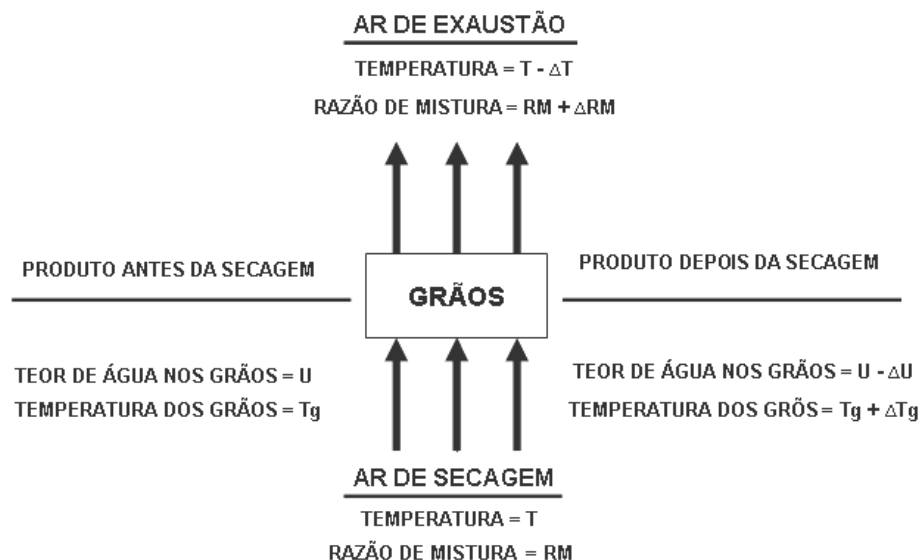 AR DE EXAUSTÃO
TEMPERATURA = T - ΔT
RAZÃO DE MISTURA = RM + ΔRM
PRODUTO ANTES DA SECAGEM
GRÃOS
PRODUTO DEPOIS DA SECAGEM
TEOR DE ÁGUA NOS GRÃOS = U
TEMPERATURA DOS GRÃOS = Tg
TEOR DE ÁGUA NOS GRÃOS = U - ΔU
TEMPERATURA DOS GRÕS = Tg + ΔTg
AR DE SECAGEM
TEMPERATURA = T
RAZÃO DE MISTURA = RM